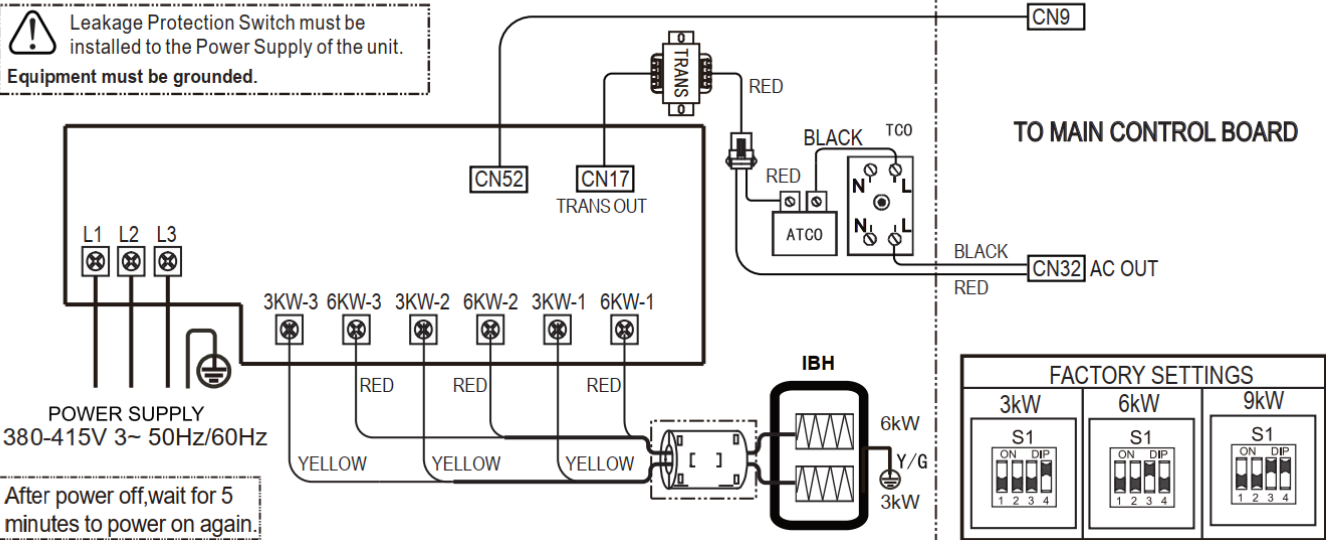 Leakage Protection Switch must be
installed to the Power Supply of the unit.
Equipment must be grounded.
CN9
TRANS
RED
TO MAIN CONTROL BOARD
BLACK
TCO
RED
N L
N L
ATCO
CN52
CN17
TRANS OUT
L1 L2 L3
BLACK
CN32 AC OUT
RED
3KW-3 6KW-3 3KW-2 6KW-2 3KW-1 6KW-1
RED RED RED
YELLOW YELLOW YELLOW
POWER SUPPLY
380-415V 3~ 50Hz/60Hz
IBH
6kW
Y/G
3kW
After power off,wait for 5
minutes to power on again.
FACTORY SETTINGS
3kW 6kW 9kW
S1 S1 S1
ON DIP ON DIP ON DIP
1 2 3 4 1 2 3 4 1 2 3 4